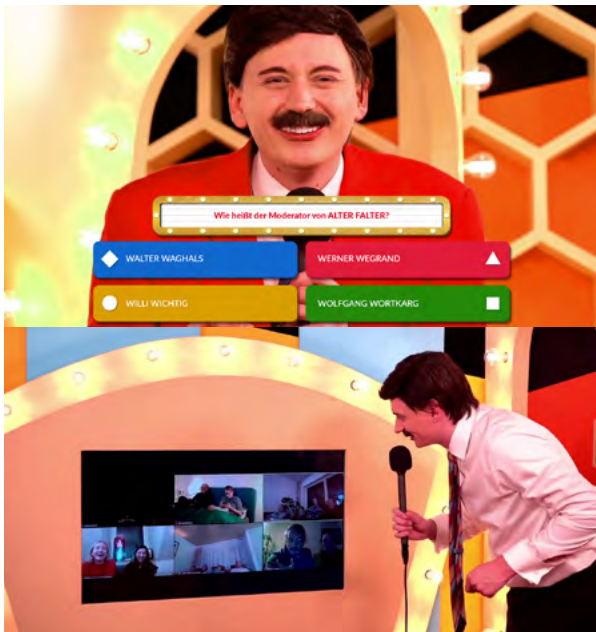 Wie heißt der Moderator von ALTER FALTER?
WALTER WAGHALS
WERNER WEGRAND
WILLI WICHTIG
WOLFGANG WORTKARG